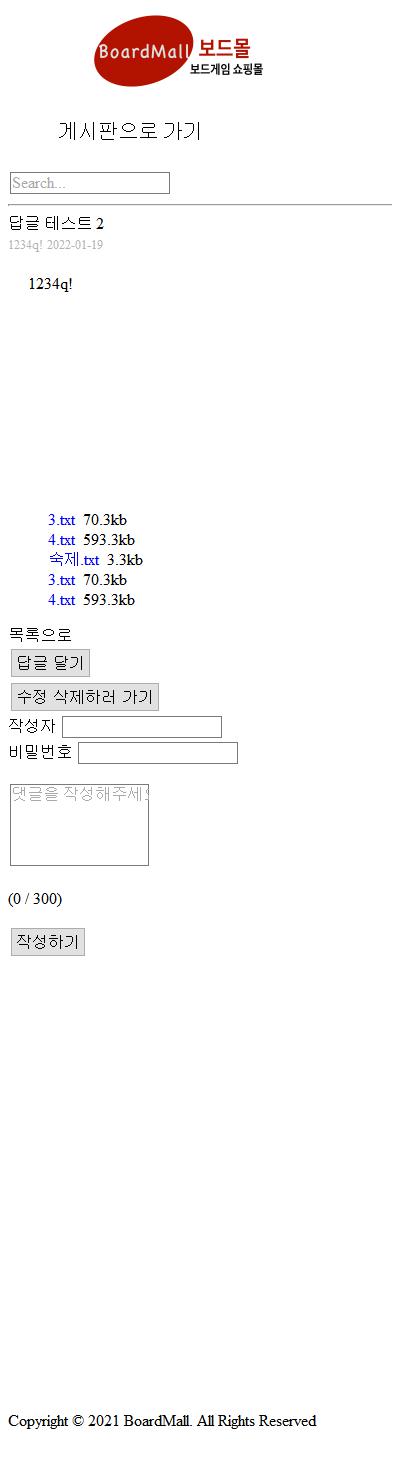 BoardMall 보드몰
보드게임 쇼핑몰
게시판으로 가기
Search...
답글 테스트 2
1234q! 2022-01-19
1234q!
3.txt 70.3kb
4.txt 593.3kb
숙제.txt 3.3kb
3.txt 70.3kb
4.txt 593.3kb
목록으로
답글 달기
수정 삭제하러 가기
작성자
비밀번호
댓글을 작성해주세요
(0 / 300)
작성하기
Copyright © 2021 BoardMall. All Rights Reserved